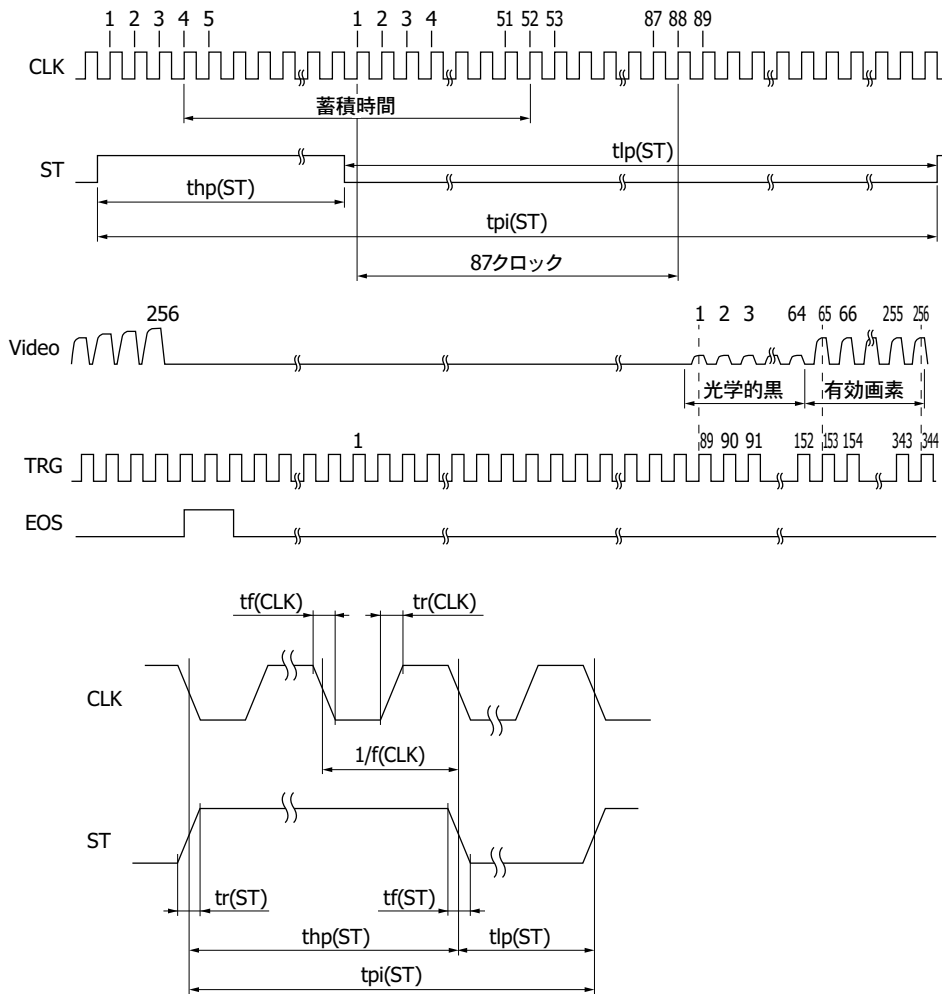 1 2 3 4 5 1 2 3 4 51 52 53 87 88 89
CLK
蓄積時間
ST
tlp(ST)
thp(ST)
tpi(ST)
87クロック
256 1 2 3 64 65 66 255 256
Video
光学的黒 有効画素
1 89 90 91 152 153 154 343 344
TRG
EOS
tf(CLK) tr(CLK)
CLK
1/f(CLK)
ST
tr(ST) tf(ST)
thp(ST) tlp(ST)
tpi(ST)